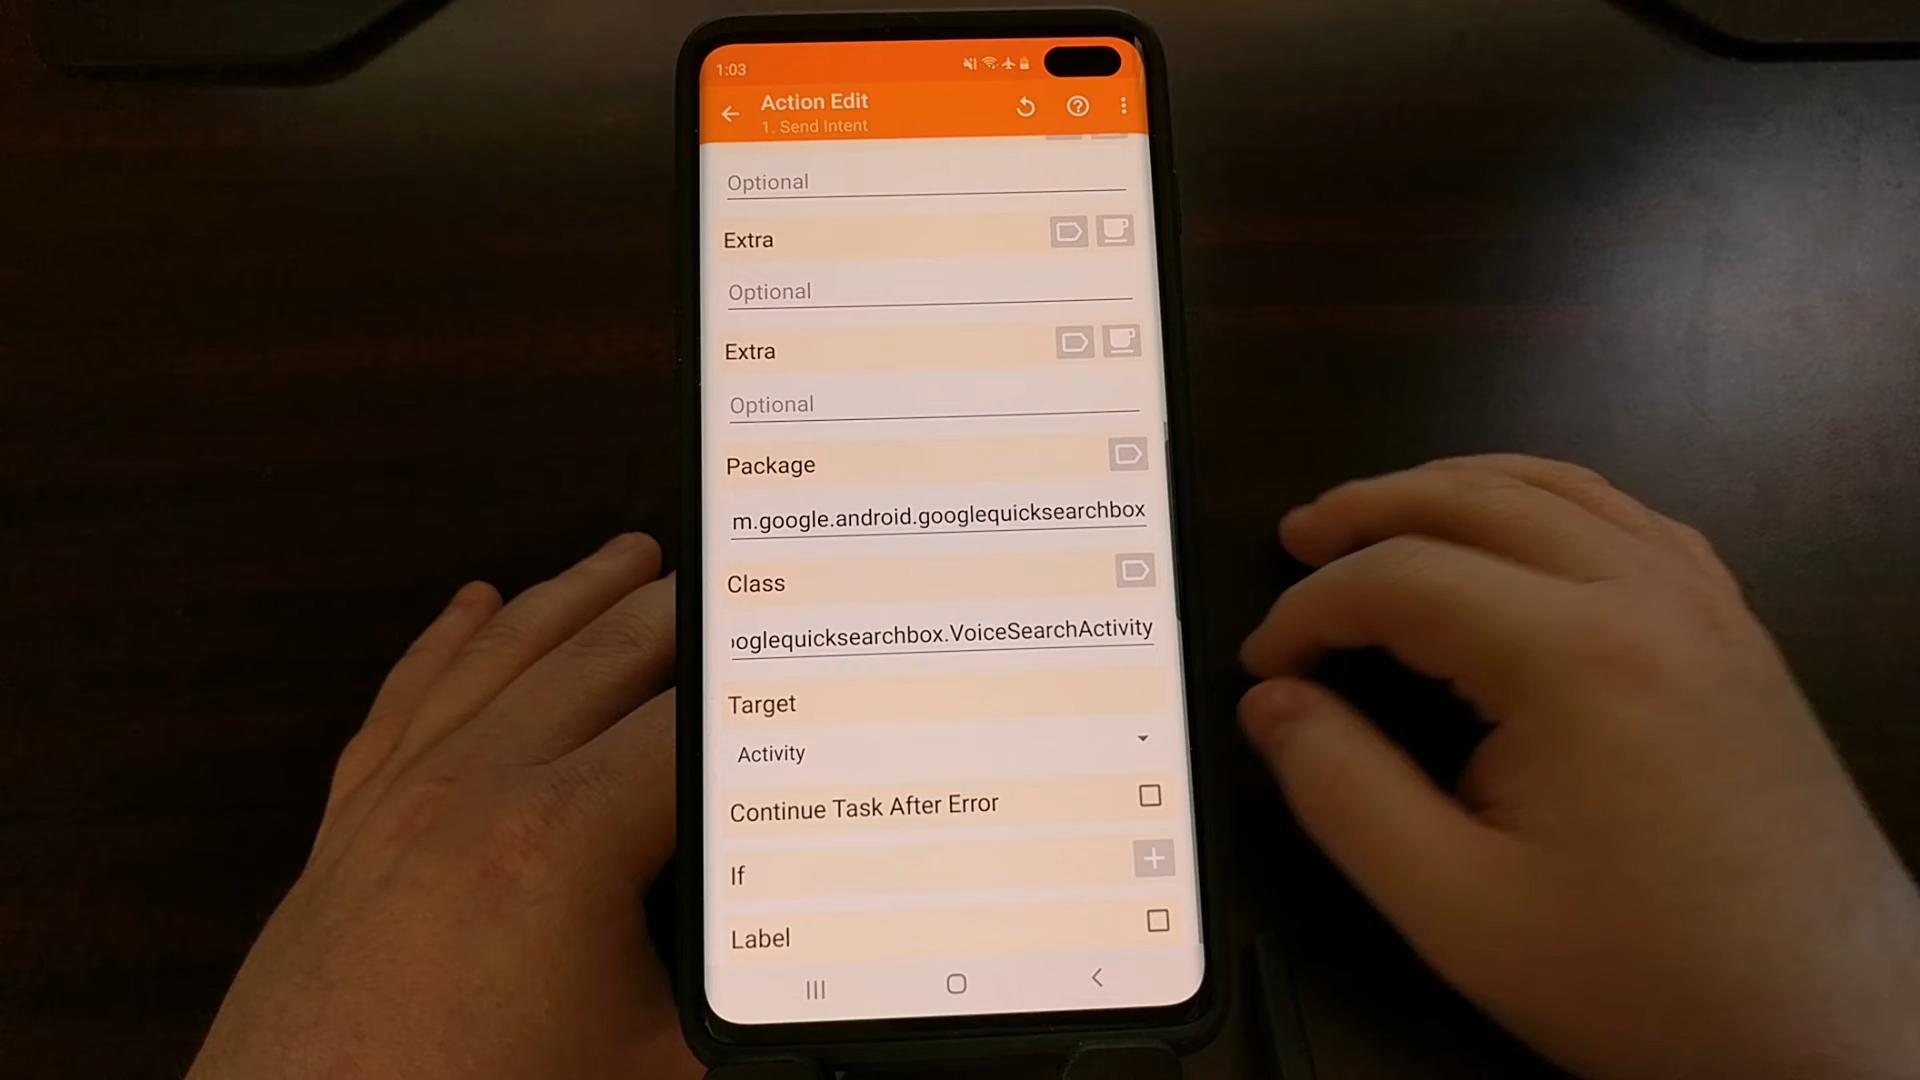 1:03
Action Edit
1. Send Intent
Optional
Extra
Optional
Extra
Optional
Package
m.google.android.googlequicksearchbox
Class
oglequicksearchbox.VoiceSearchActivity
Target
Activity
Continue Task After Error
If
Label